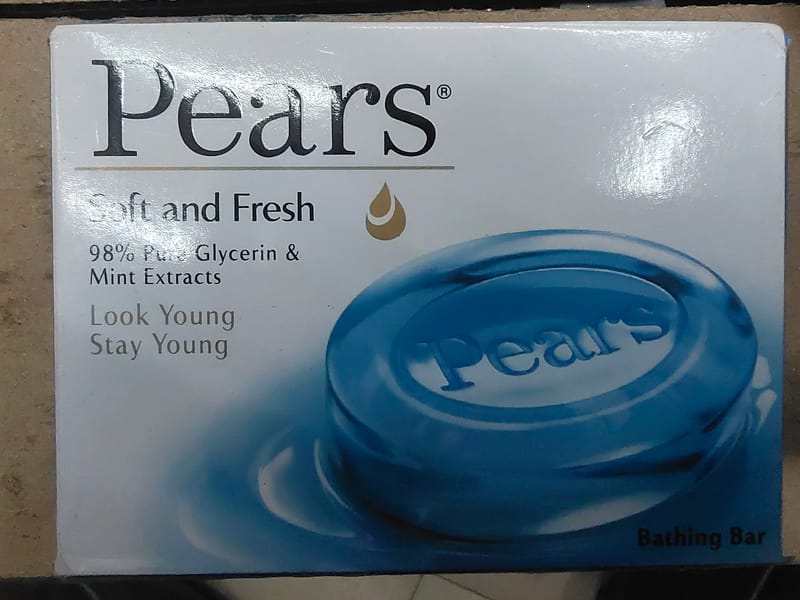 Pears®
Soft and Fresh
98% Pure Glycerin &
Mint Extracts
Look Young
Stay Young
Pears
Bathing Bar